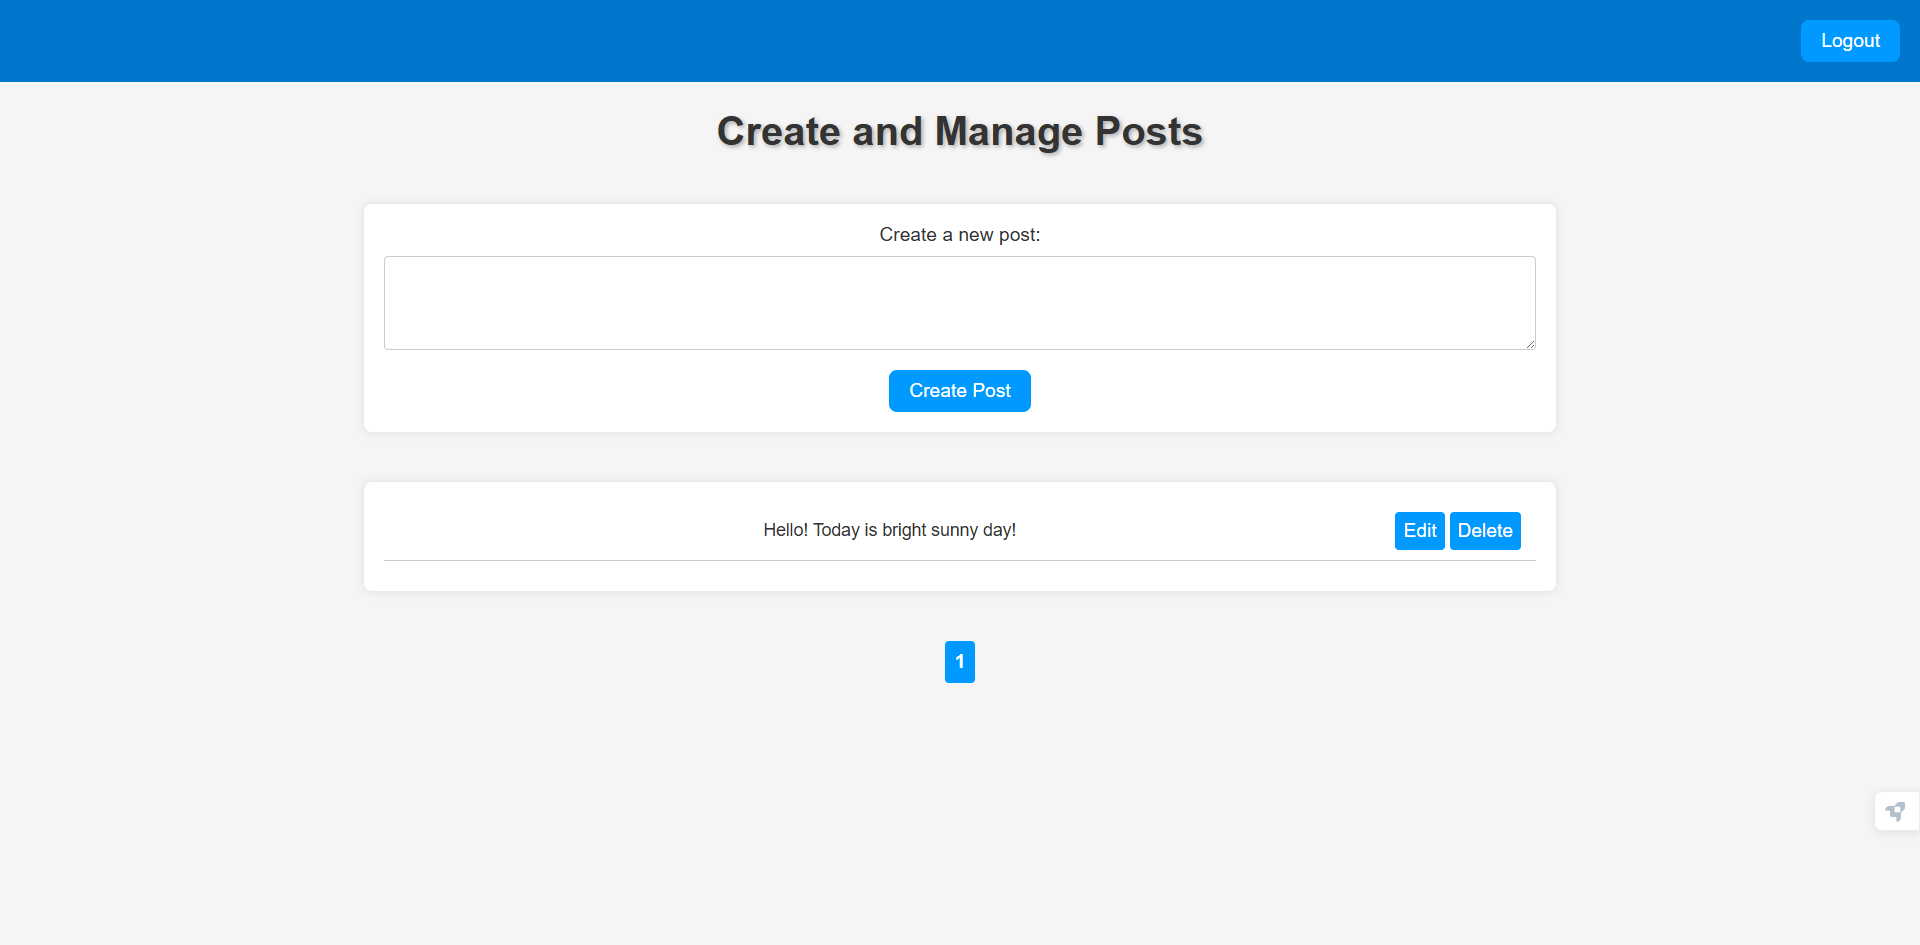 Logout
Create and Manage Posts
Create a new post:
Create Post
Hello! Today is bright sunny day!
Edit Delete
1